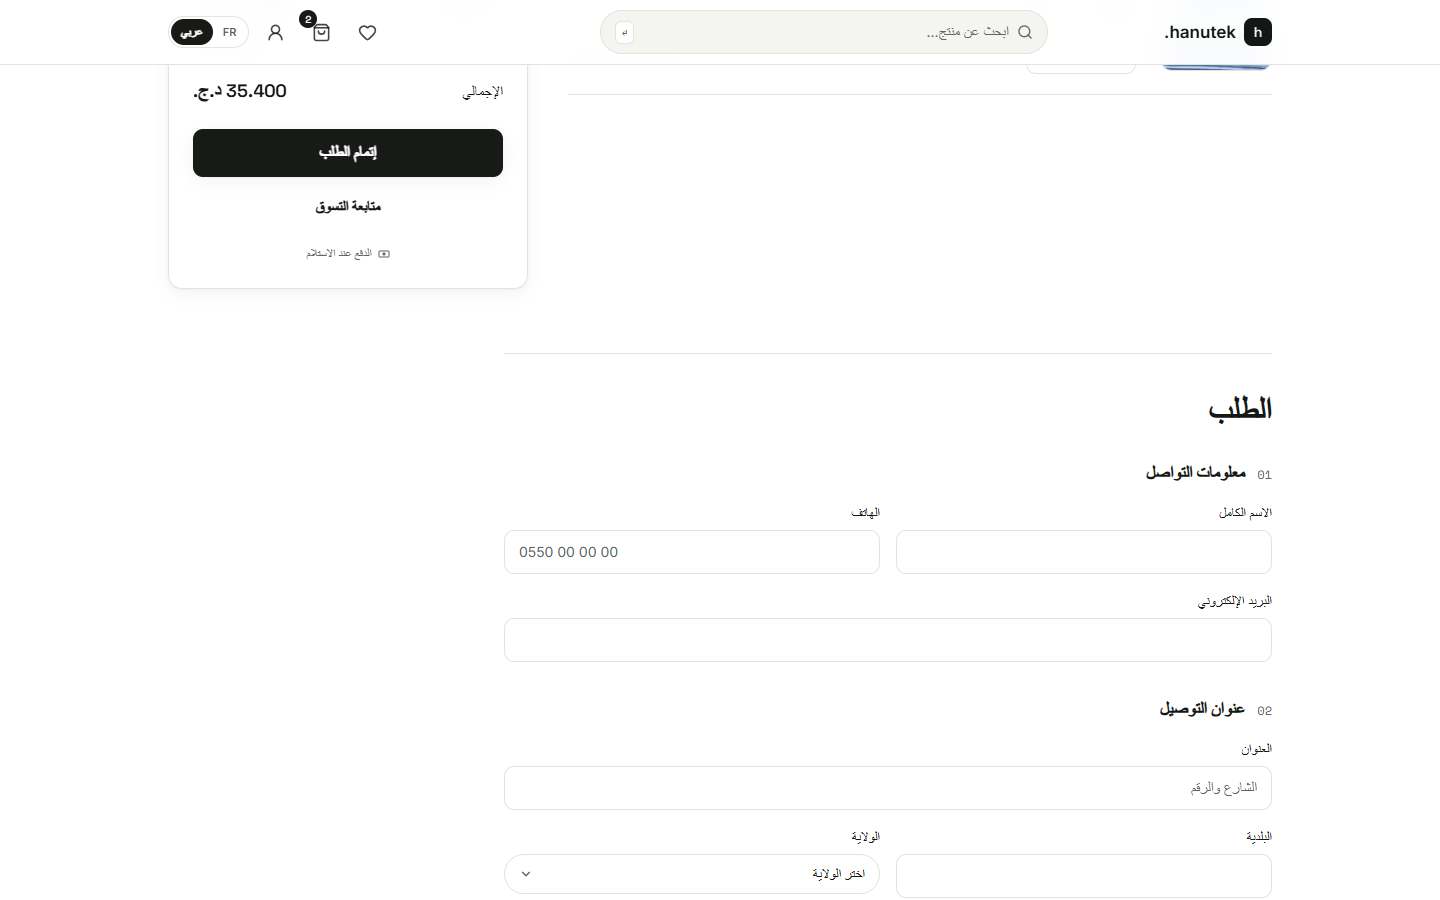 hanutek.
h
ابحث عن منتج...
2
FR
عربي
الإجمالي
35.400 د.ج.
إتمام الطلب
متابعة التسوق
الدفع عند الاستلام
الطلب
01 معلومات التواصل
الاسم الكامل
الهاتف
0550 00 00 00
البريد الإلكتروني
02 عنوان التوصيل
العنوان
الشارع والرقم
البلدية
الولاية
اختر الولاية